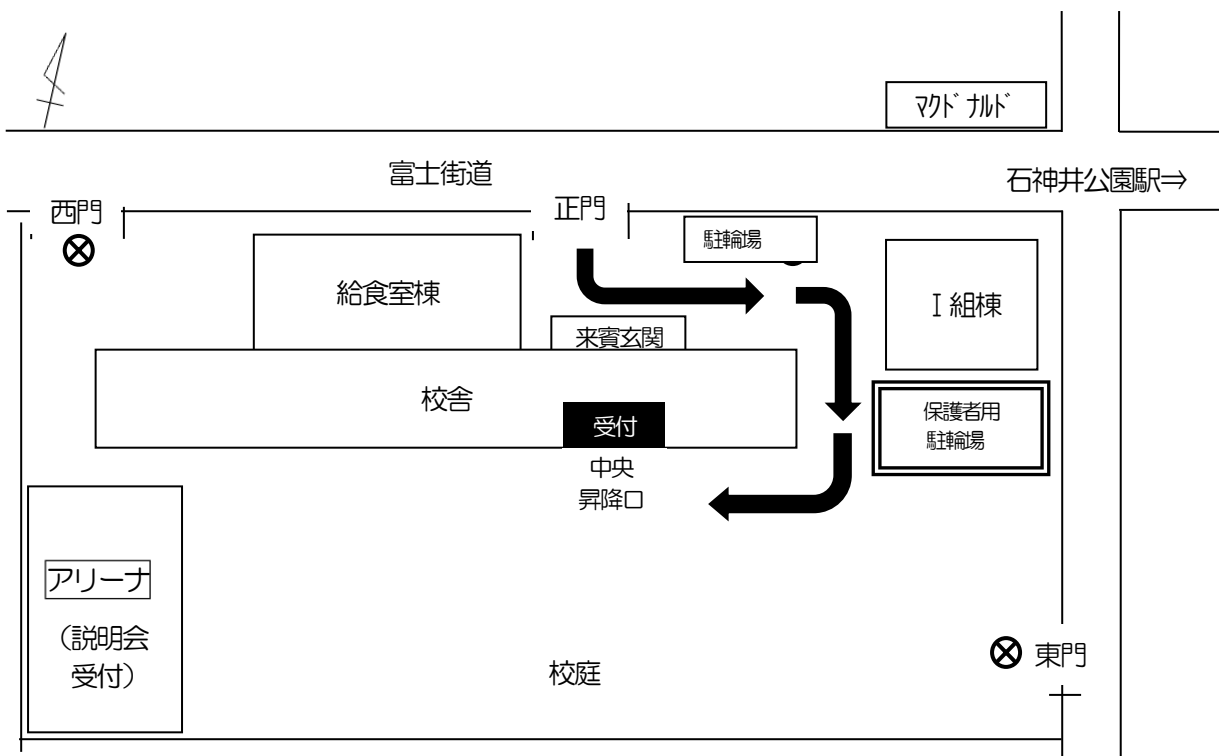 ﾏｸﾄﾞﾅﾙﾄﾞ
富士街道
石神井公園駅⇒
西門
正門
駐輪場
給食室棟
Ⅰ組棟
来賓玄関
校舎
受付
保護者用
駐輪場
中央
昇降口
アリーナ
（説明会
受付）
校庭
東門